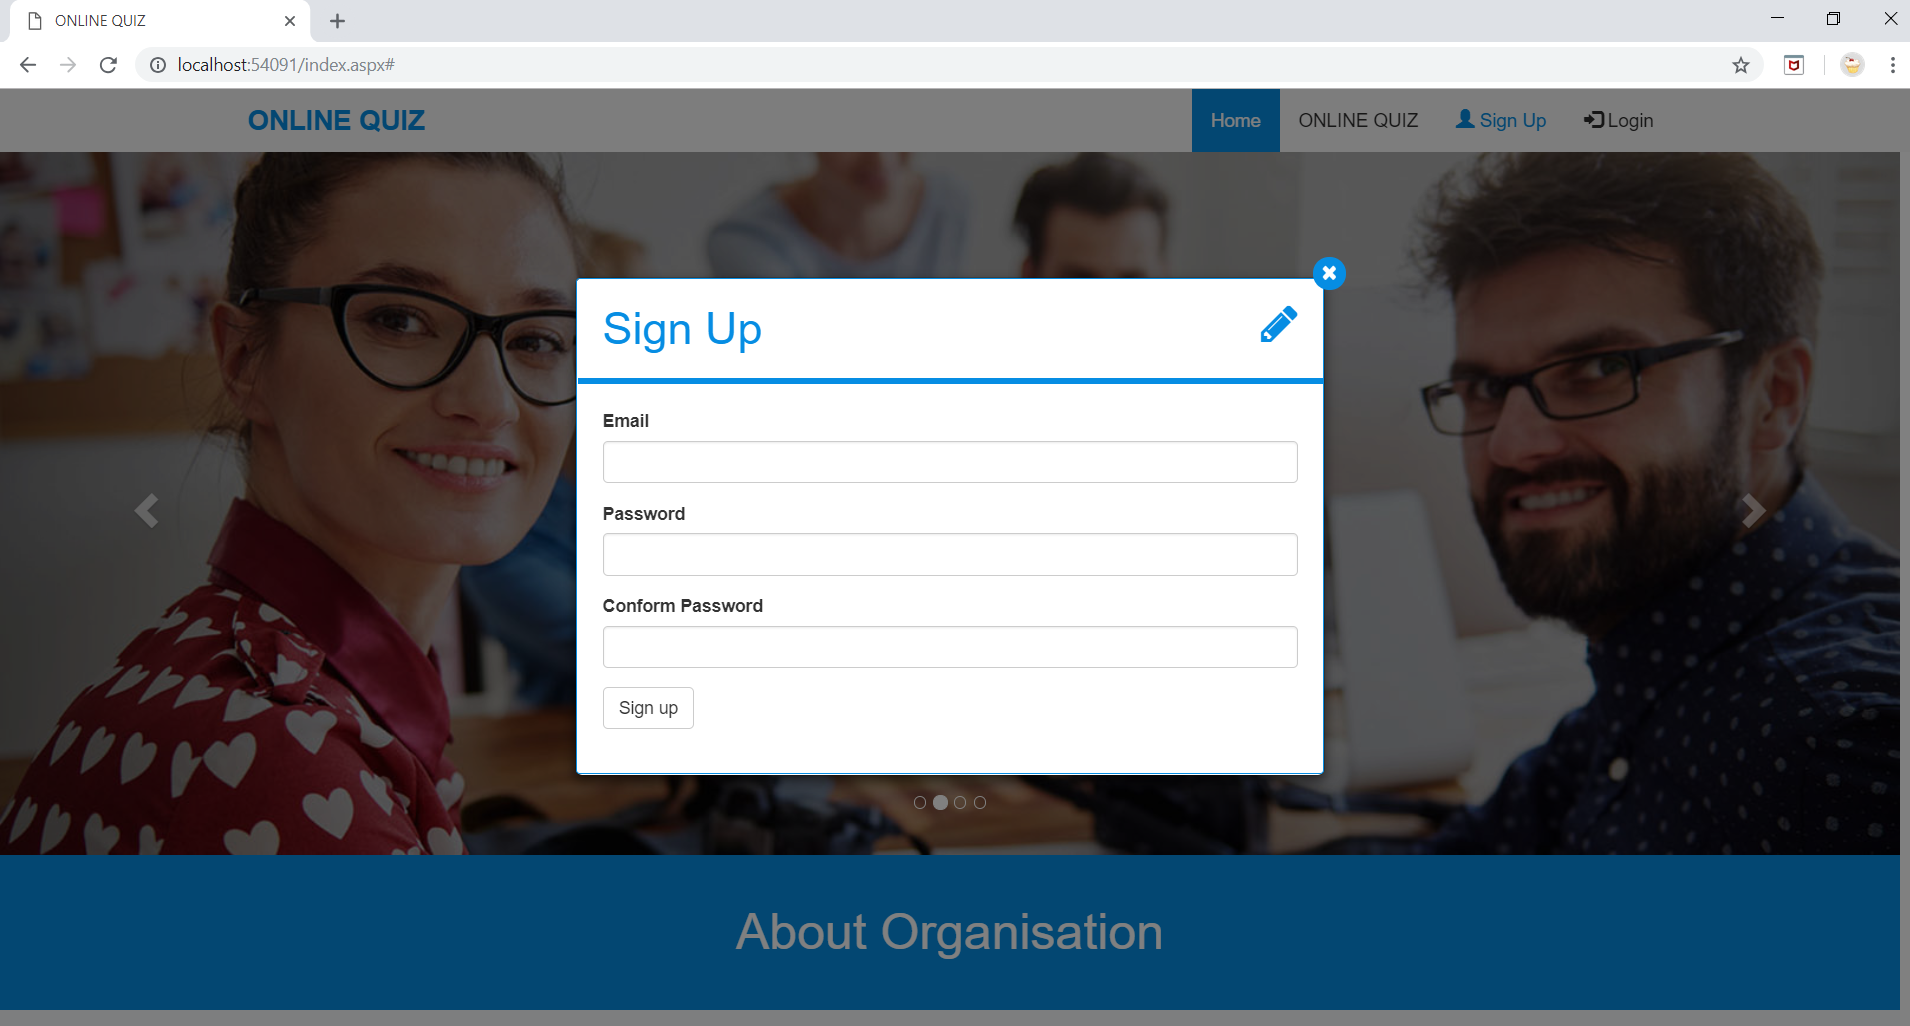 ONLINE QUIZ
localhost:54091/index.aspx#
ONLINE QUIZ
Home ONLINE QUIZ Sign Up Login
Sign Up
Email
Password
Conform Password
Sign up
About Organisation